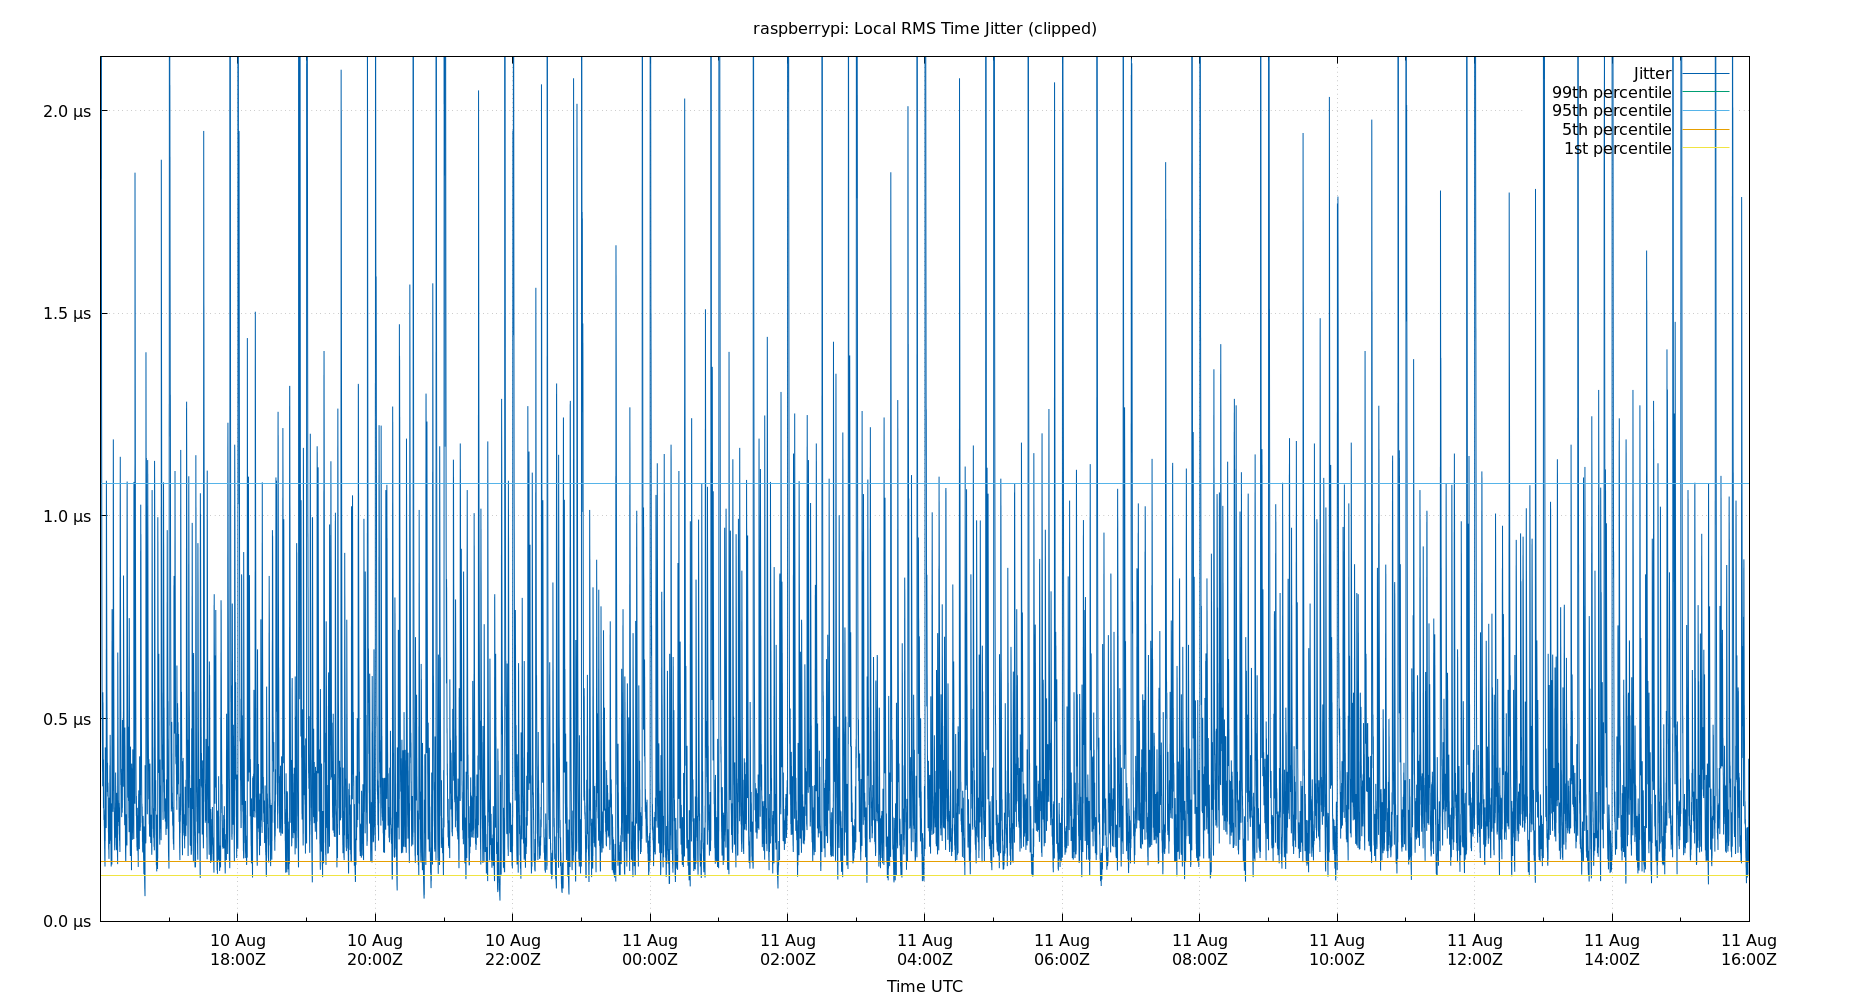 raspberrypi: Local RMS Time Jitter (clipped)
Jitter
99th percentile
95th percentile
5th percentile
1st percentile
2.0 μs
1.5 μs
1.0 μs
0.5 μs
0.0 μs
10 Aug 10 Aug 10 Aug 11 Aug 11 Aug 11 Aug 11 Aug 11 Aug 11 Aug 11 Aug 11 Aug 11 Aug
18:00Z 20:00Z 22:00Z 00:00Z 02:00Z 04:00Z 06:00Z 08:00Z 10:00Z 12:00Z 14:00Z 16:00Z
Time UTC